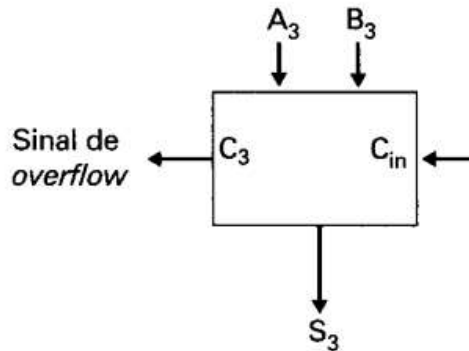 A₃ B₃
Sinal de
overflow
C₃ Cᵢₙ
S₃